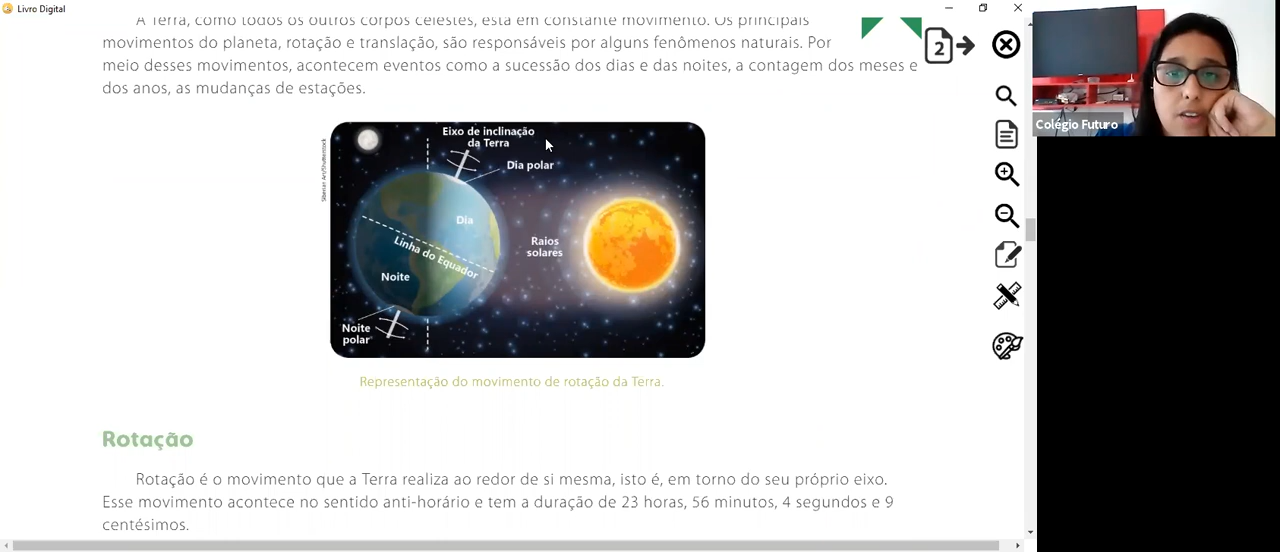 Livro Digital
A Terra, como todos os outros corpos celestes, está em constante movimento. Os principais
movimentos do planeta, rotação e translação, são responsáveis por alguns fenômenos naturais. Por
meio desses movimentos, acontecem eventos como a sucessão dos dias e das noites, a contagem dos meses e
dos anos, as mudanças de estações.
2
Colégio Futuro
Eixo de inclinação
da Terra
Dia polar
Dia
Raios
solares
Linha do Equador
Noite
Noite
polar
Representação do movimento de rotação da Terra.
Rotação
Rotação é o movimento que a Terra realiza ao redor de si mesma, isto é, em torno do seu próprio eixo.
Esse movimento acontece no sentido anti-horário e tem a duração de 23 horas, 56 minutos, 4 segundos e 9
centésimos.